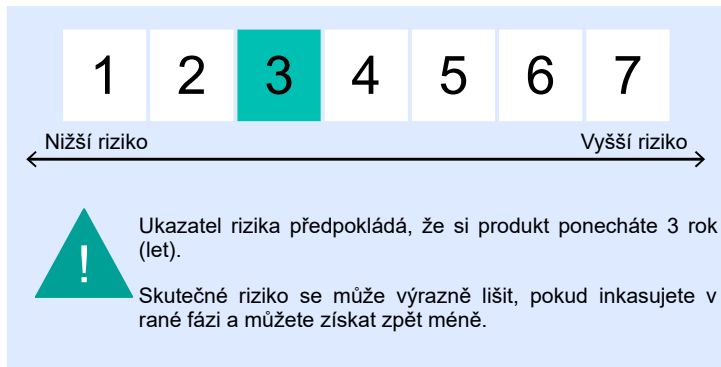 1 2 3 4 5 6 7
Nižší riziko Vyšší riziko
!
Ukazatel rizika předpokládá, že si produkt ponecháte 3 rok
(let).
Skutečné riziko se může výrazně lišit, pokud inkasujete v
rané fázi a můžete získat zpět méně.